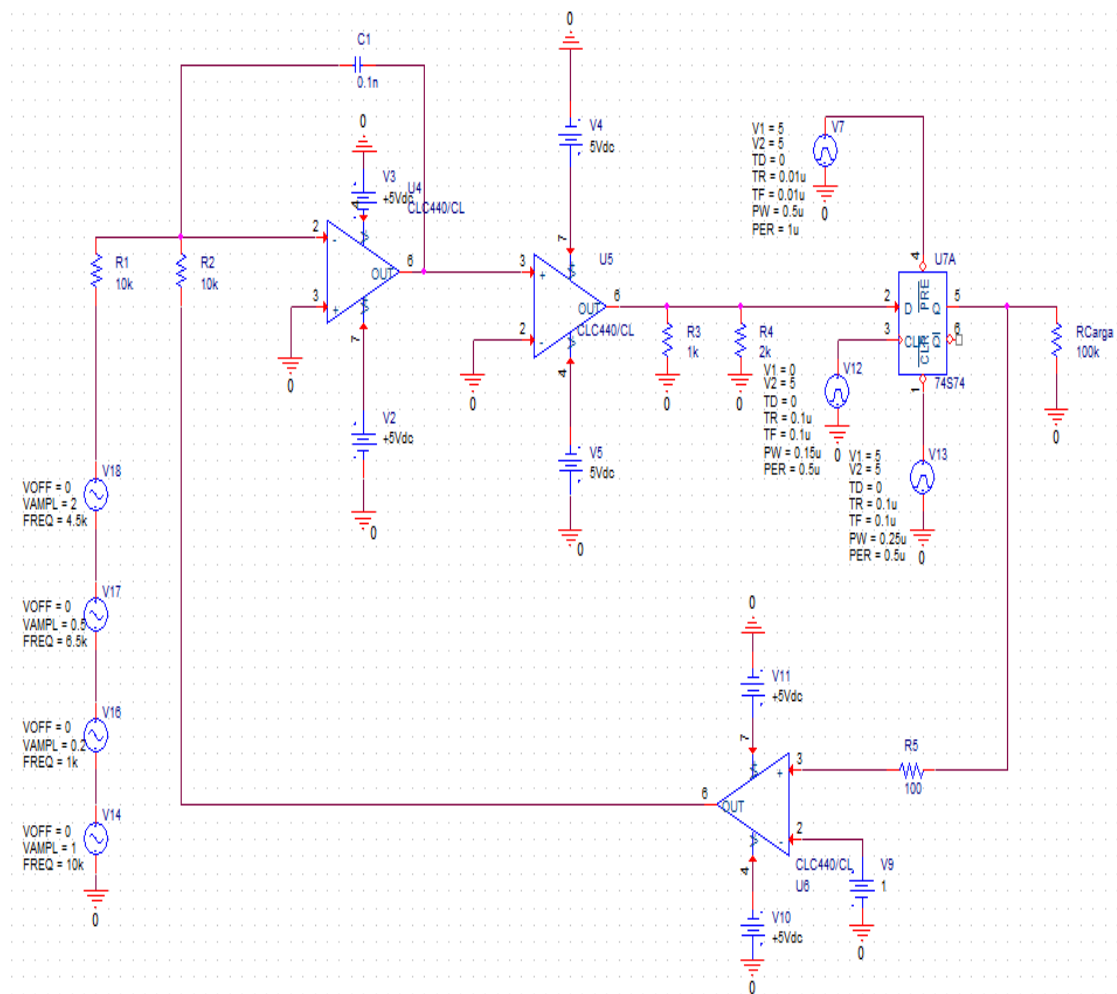 0
C1
0.1n
0
V4
5Vdc
V1 = 5
V2 = 5
TD = 0
TR = 0.01u
TF = 0.01u
PW = 0.5u
PER = 1u
V7
0
V3
+5Vdc
U4
CLC440/CL
4
2
-
6
OUT
3
+
7
0
R1
10k
R2
10k
7
U5
3
+
6
OUT
CLC440/CL
2
-
4
0
R3
1k
0
R4
2k
0
4
U7A
PRE
2
D
Q
5
3
CLK
Q
6
CLR
1
74S74
RCarga
100k
0
V12
V1 = 0
V2 = 5
TD = 0
TR = 0.1u
TF = 0.1u
PW = 0.15u
PER = 0.5u
0
V13
V1 = 5
V2 = 5
TD = 0
TR = 0.1u
TF = 0.1u
PW = 0.25u
PER = 0.5u
0
V2
+5Vdc
0
V5
5Vdc
0
V18
VOFF = 0
VAMPL = 2
FREQ = 4.5k
V17
VOFF = 0
VAMPL = 0.5
FREQ = 6.5k
V16
VOFF = 0
VAMPL = 0.2
FREQ = 1k
V14
VOFF = 0
VAMPL = 1
FREQ = 10k
0
0
V11
+5Vdc
7
R5
100
3
+
6
OUT
2
-
4
CLC440/CL
U6
V9
1
0
V10
+5Vdc
0